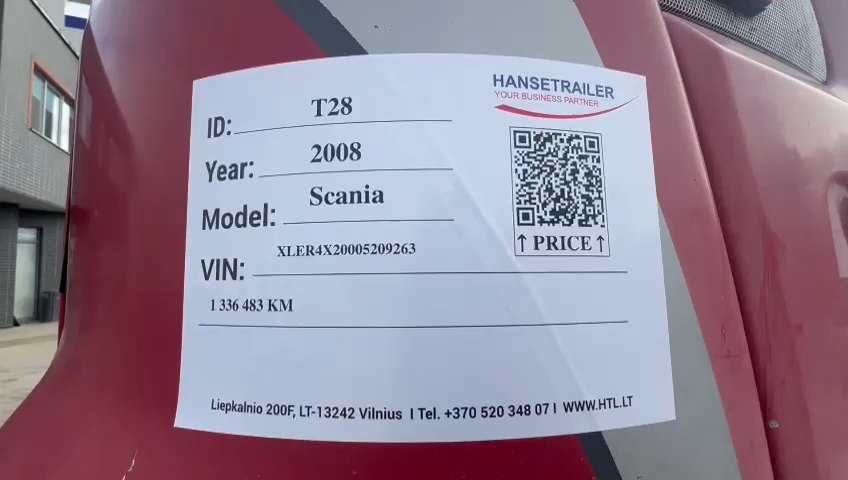 HANSETRAILER
YOUR BUSINESS PARTNER
ID: T28
Year: 2008
Model: Scania
VIN: XLER4X20005209263
1 336 483 KM
↑ PRICE ↑
Liepkalnio 200F, LT-13242 Vilnius I Tel. +370 520 348 07 I WWW.HTL.LT